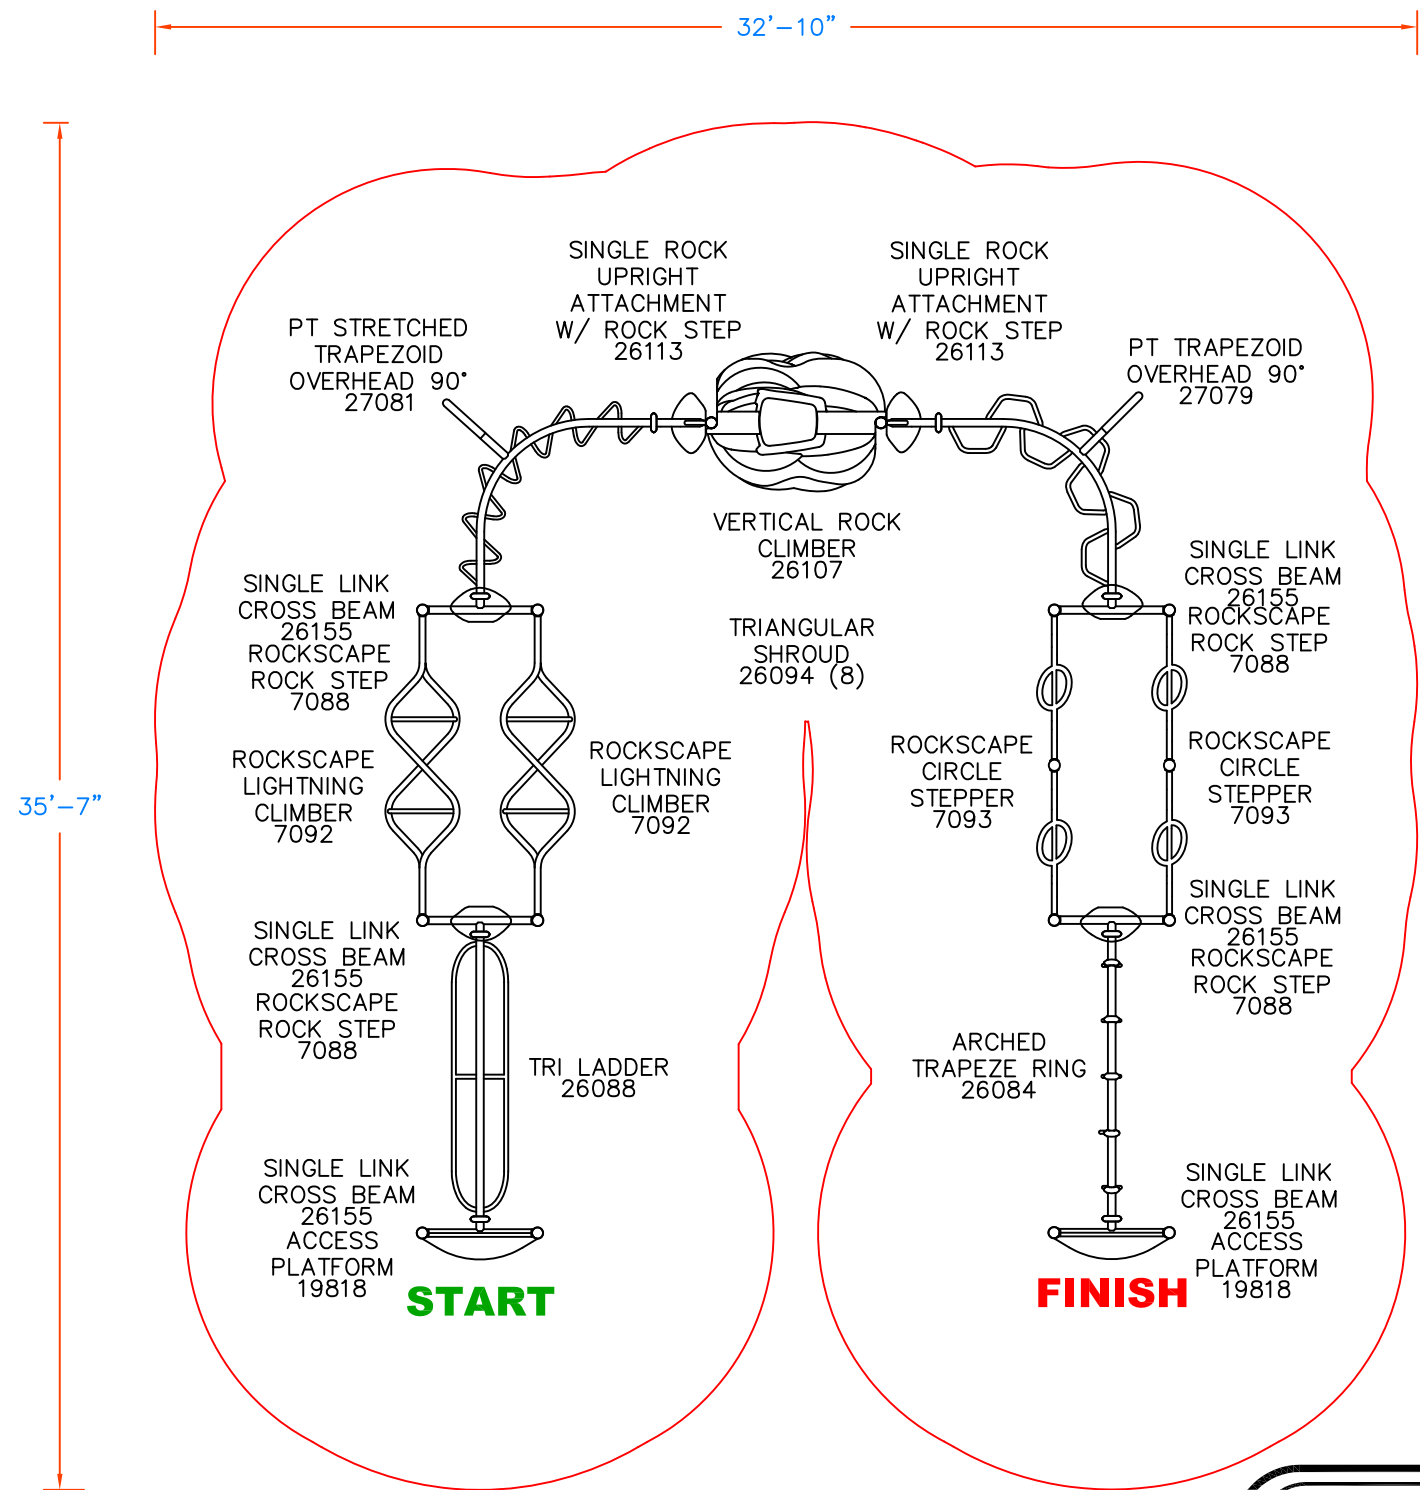 32'-10"
35'-7"
SINGLE ROCK
UPRIGHT
ATTACHMENT
W/ ROCK STEP
26113
SINGLE ROCK
UPRIGHT
ATTACHMENT
W/ ROCK STEP
26113
PT STRETCHED
TRAPEZOID
OVERHEAD 90°
27081
PT TRAPEZOID
OVERHEAD 90°
27079
VERTICAL ROCK
CLIMBER
26107
SINGLE LINK
CROSS BEAM
26155
ROCKSCAPE
ROCK STEP
7088
TRIANGULAR
SHROUD
26094 (8)
SINGLE LINK
CROSS BEAM
26155
ROCKSCAPE
ROCK STEP
7088
ROCKSCAPE
LIGHTNING
CLIMBER
7092
ROCKSCAPE
LIGHTNING
CLIMBER
7092
ROCKSCAPE
CIRCLE
STEPPER
7093
ROCKSCAPE
CIRCLE
STEPPER
7093
SINGLE LINK
CROSS BEAM
26155
ROCKSCAPE
ROCK STEP
7088
SINGLE LINK
CROSS BEAM
26155
ROCKSCAPE
ROCK STEP
7088
TRI LADDER
26088
ARCHED
TRAPEZE RING
26084
SINGLE LINK
CROSS BEAM
26155
ACCESS
PLATFORM
19818
START
SINGLE LINK
CROSS BEAM
26155
ACCESS
PLATFORM
19818
FINISH